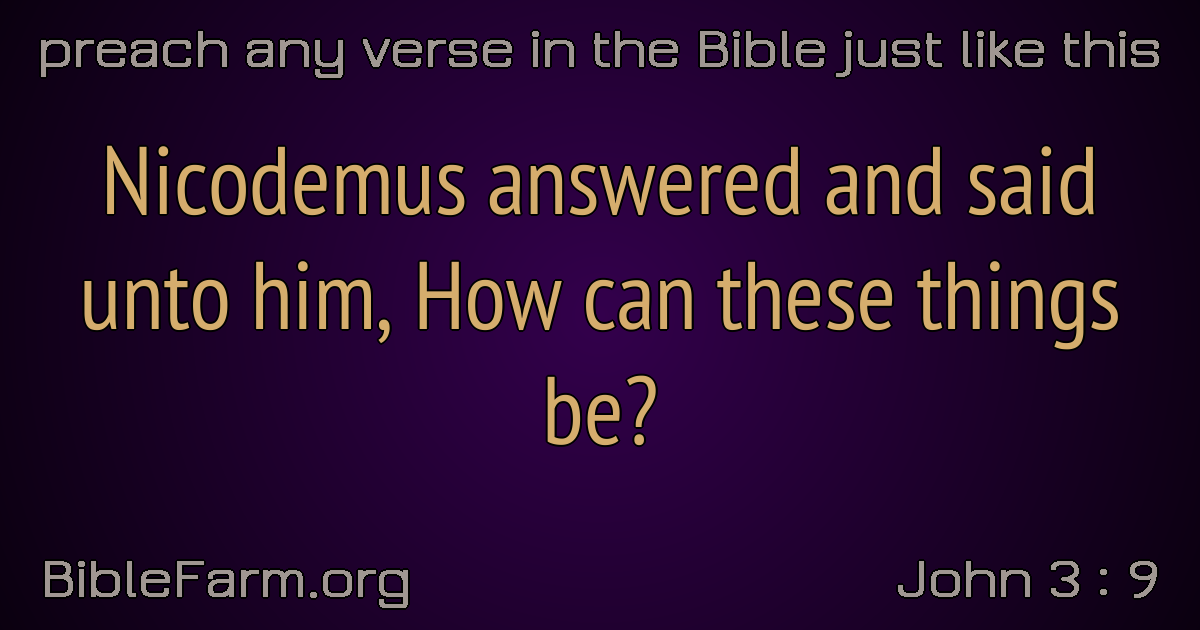 preach any verse in the Bible just like this
Nicodemus answered and said
unto him, How can these things
be?
BibleFarm.org
John 3 : 9